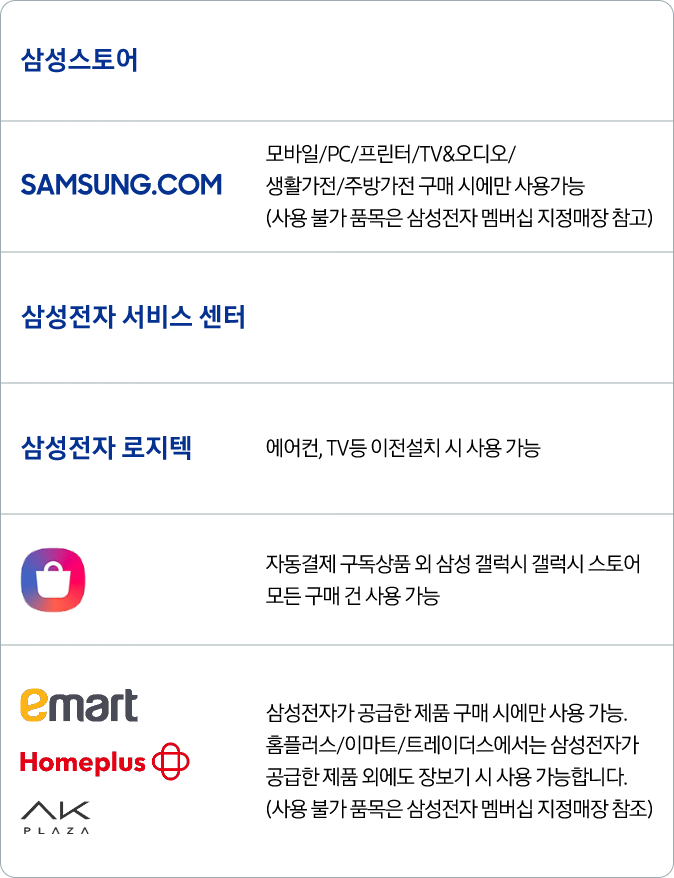 삼성스토어
SAMSUNG.COM
모바일/PC/프린터/TV&오디오/
생활가전/주방가전 구매 시에만 사용가능
(사용 불가 품목은 삼성전자 멤버십 지정매장 참고)
삼성전자 서비스 센터
삼성전자 로지텍
에어컨, TV등 이전설치 시 사용 가능
자동결제 구독상품 외 삼성 갤럭시 갤럭시 스토어
모든 구매 건 사용 가능
emart
Homeplus
AK
PLAZA
삼성전자가 공급한 제품 구매 시에만 사용 가능.
홈플러스/이마트/트레이더스에서는 삼성전자가
공급한 제품 외에도 장보기 시 사용 가능합니다.
(사용 불가 품목은 삼성전자 멤버십 지정매장 참조)